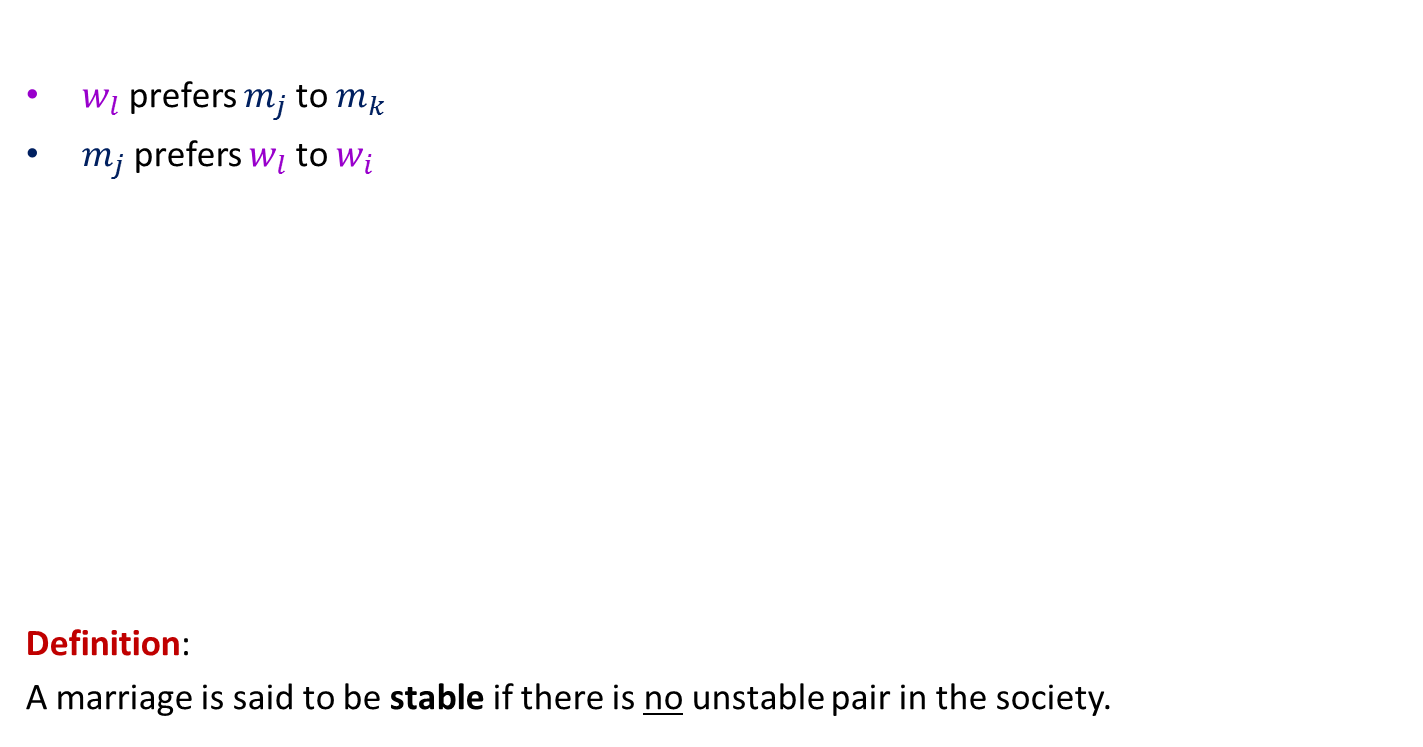 • w_l prefers m_j to m_k
• m_j prefers w_l to w_i
Definition:
A marriage is said to be stable if there is no unstable pair in the society.